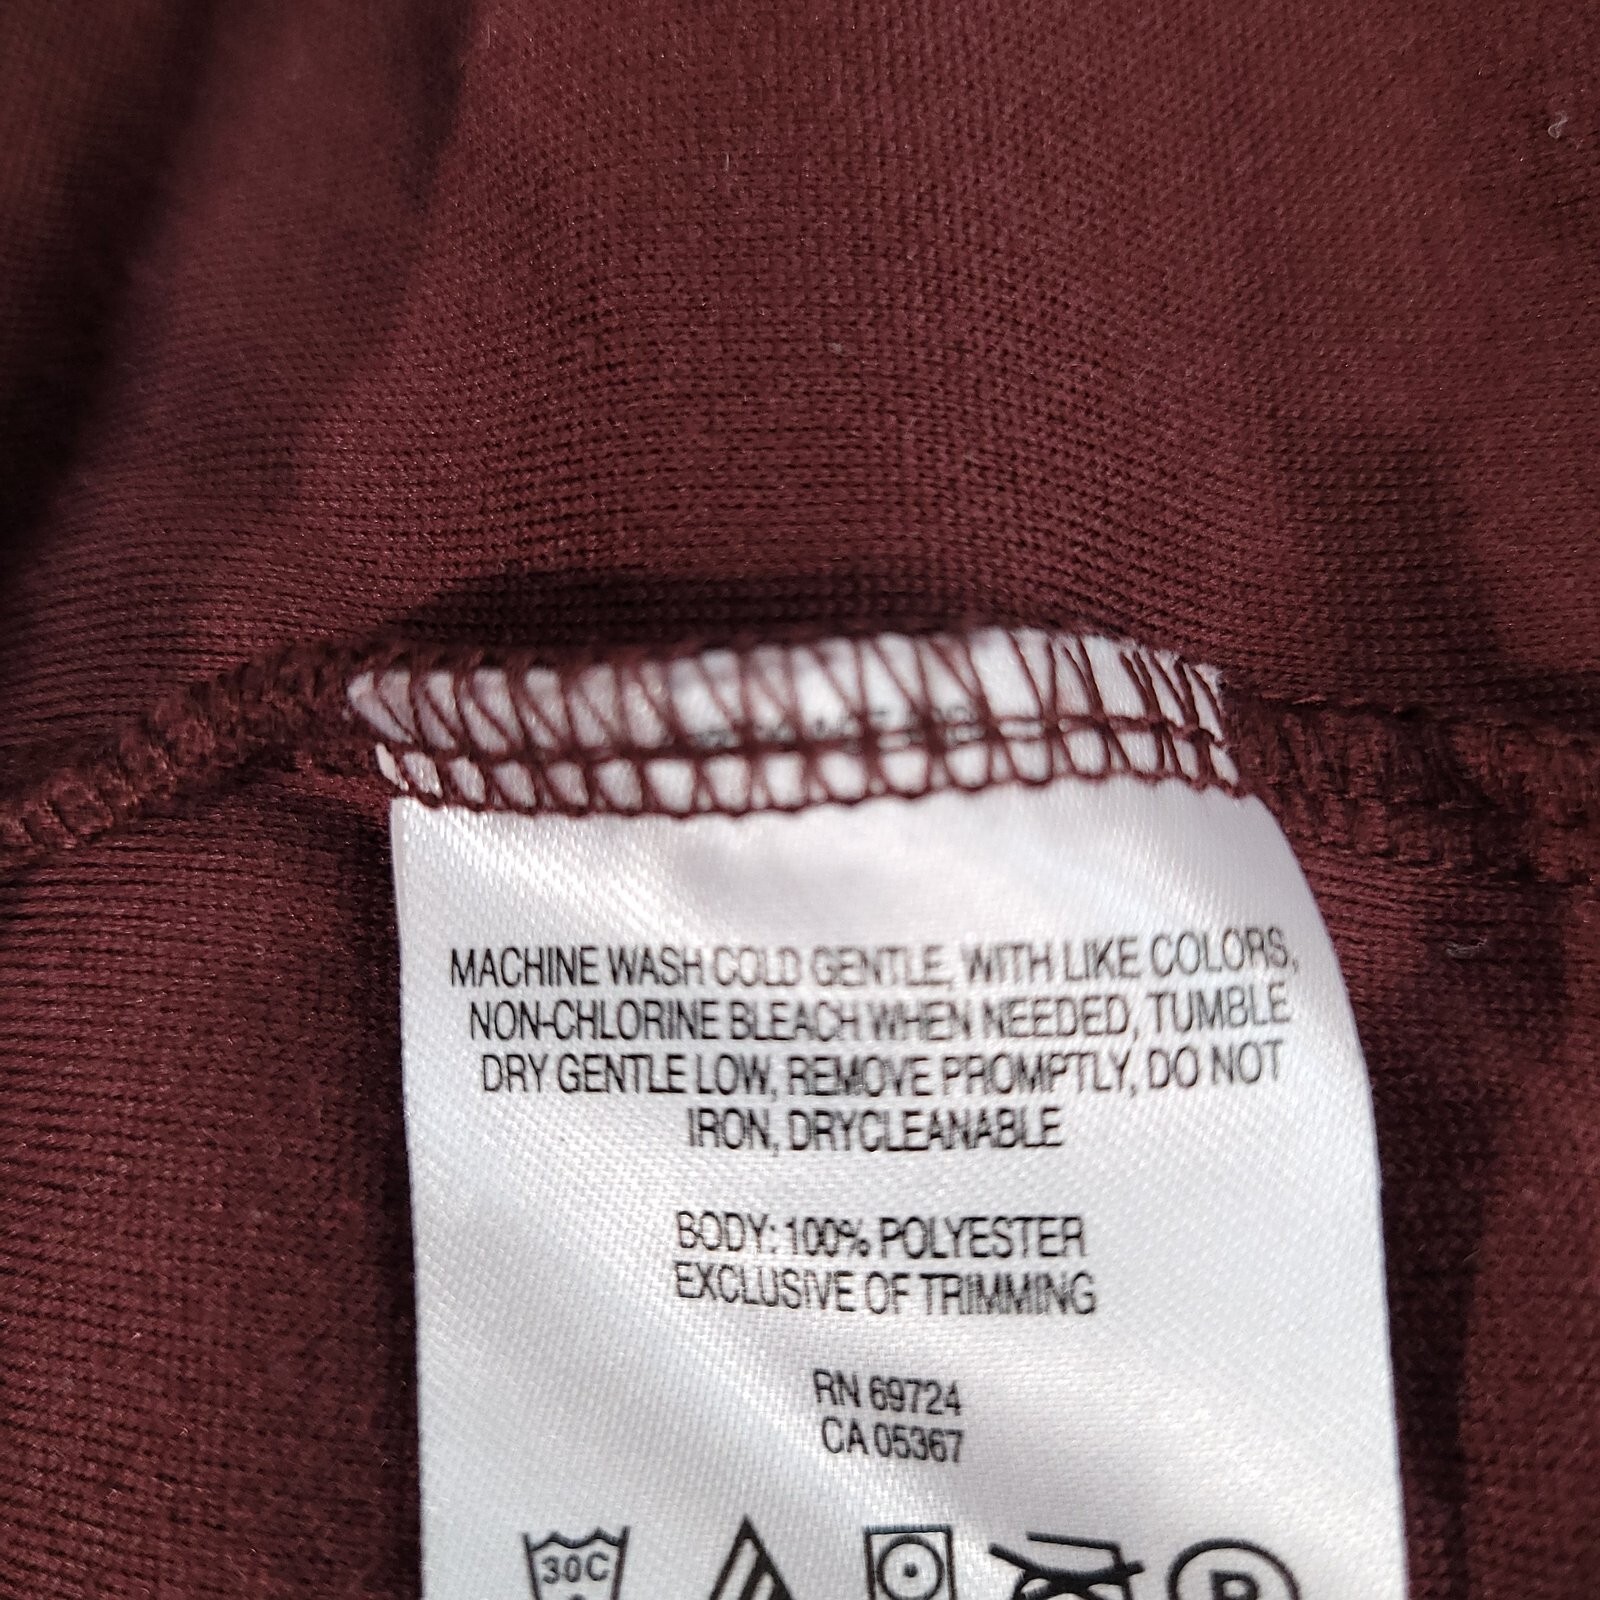 MACHINE WASH COLD GENTLE, WITH LIKE COLORS,
NON-CHLORINE BLEACH WHEN NEEDED, TUMBLE
DRY GENTLE LOW, REMOVE PROMPTLY, DO NOT
IRON, DRYCLEANABLE
BODY: 100% POLYESTER
EXCLUSIVE OF TRIMMING
RN 69724
CA 05367
30C
P